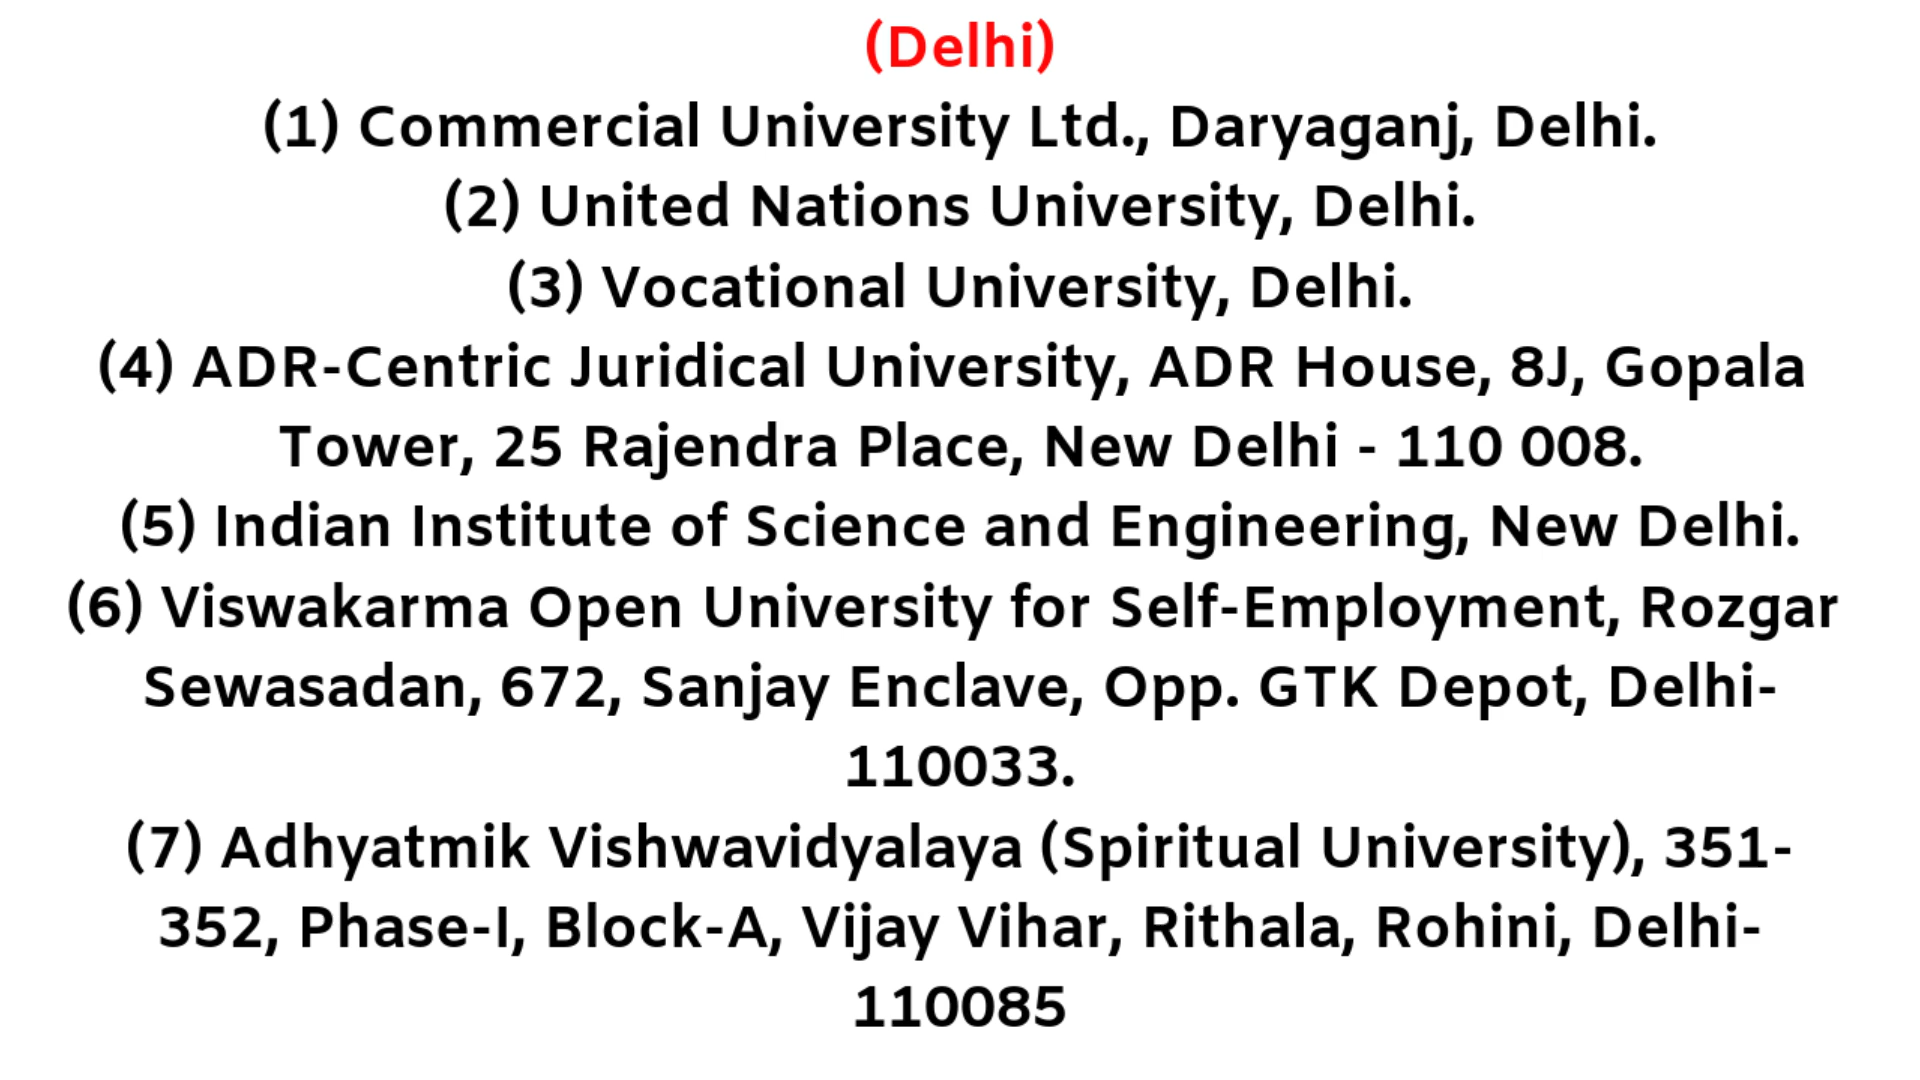 (Delhi)
(1) Commercial University Ltd., Daryaganj, Delhi.
(2) United Nations University, Delhi.
(3) Vocational University, Delhi.
(4) ADR-Centric Juridical University, ADR House, 8J, Gopala
Tower, 25 Rajendra Place, New Delhi - 110 008.
(5) Indian Institute of Science and Engineering, New Delhi.
(6) Viswakarma Open University for Self-Employment, Rozgar
Sewasadan, 672, Sanjay Enclave, Opp. GTK Depot, Delhi-
110033.
(7) Adhyatmik Vishwavidyalaya (Spiritual University), 351-
352, Phase-I, Block-A, Vijay Vihar, Rithala, Rohini, Delhi-
110085